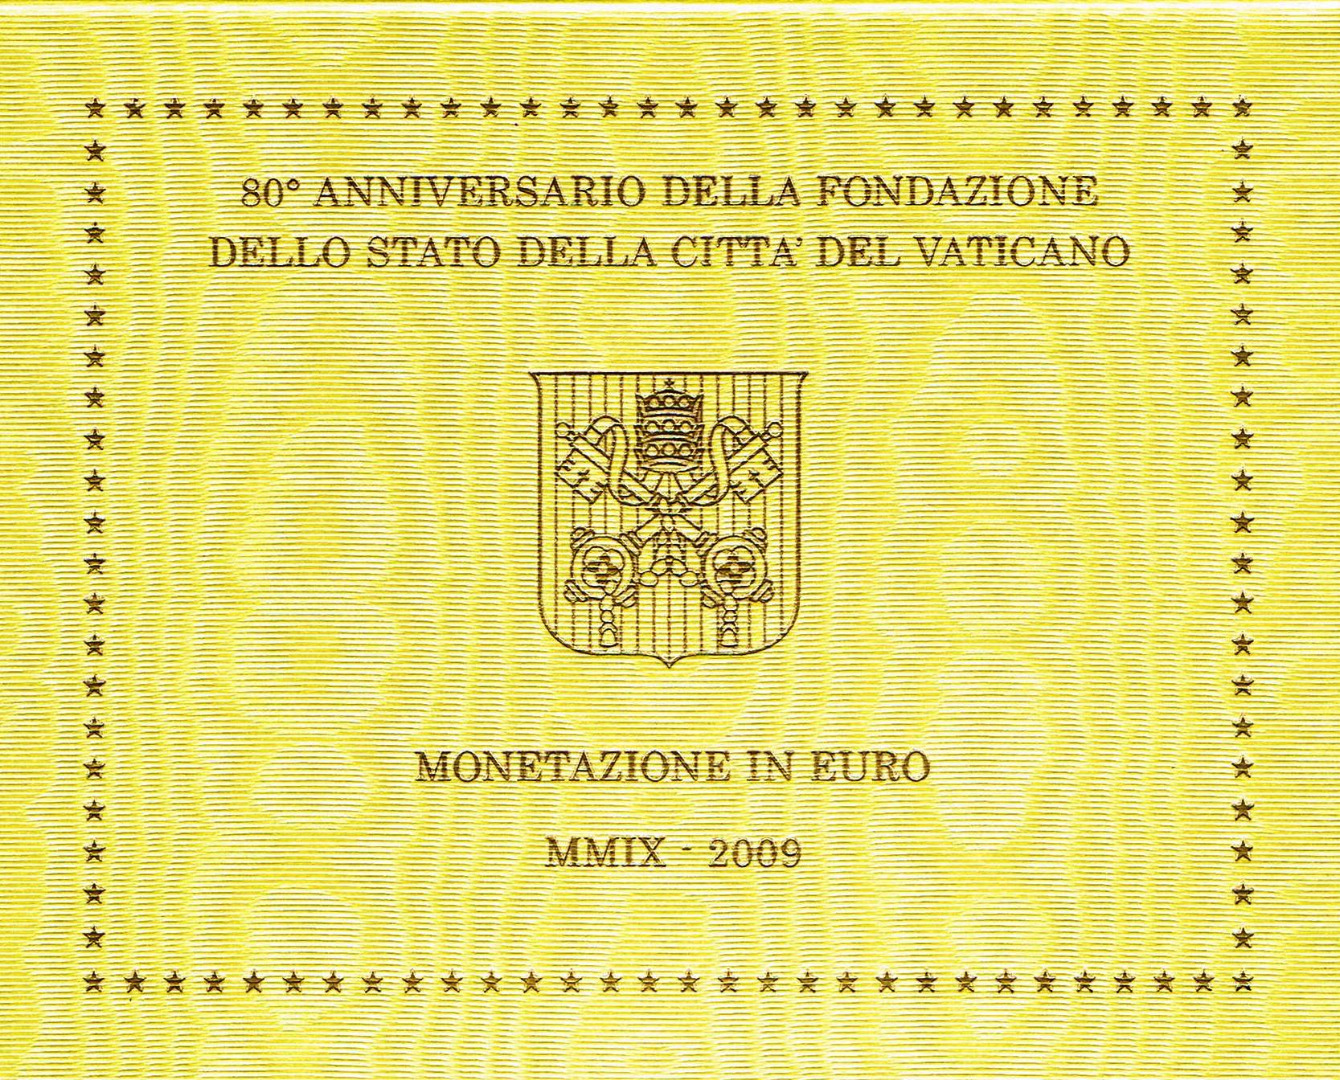 80° ANNIVERSARIO DELLA FONDAZIONE
DELLO STATO DELLA CITTA' DEL VATICANO
MONETAZIONE IN EURO
MMIX - 2009